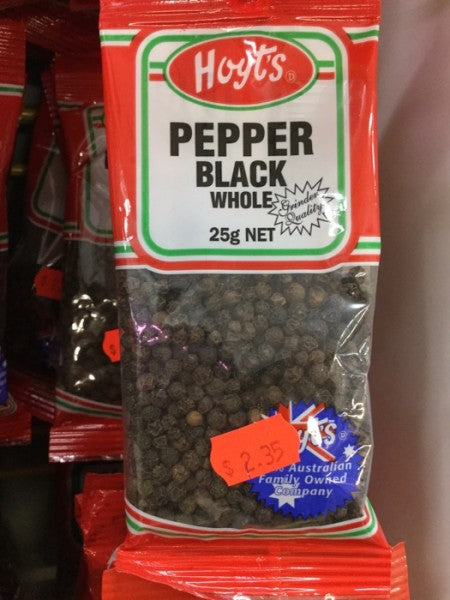 Hoyt's
PEPPER
BLACK
WHOLE
Grinder
Quality
25g NET
$ 2.35
Australian
Family Owned
Company
$